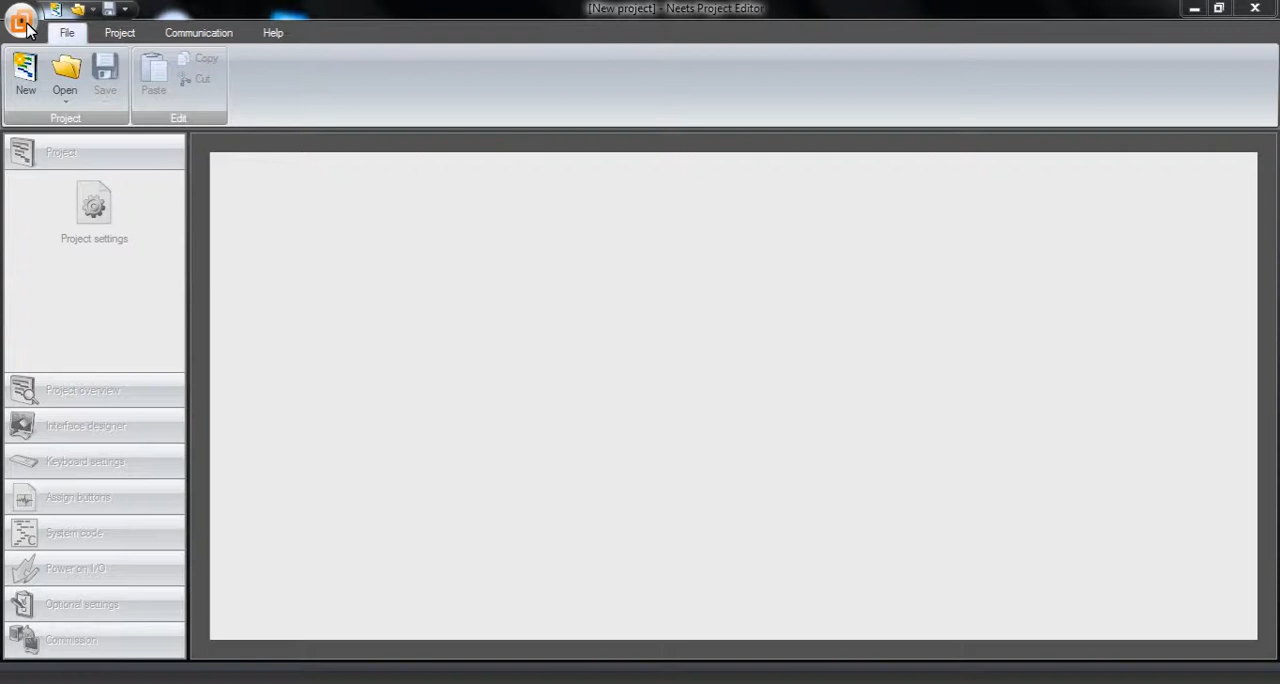 [New project] - Neets Project Editor
File Project Communication Help
New Open Save Paste Copy
Cut
Project Edit
Project
Project settings
Project overview
Interface designer
Keyboard settings
Assign buttons
System code
Power on I/O
Optional settings
Commission